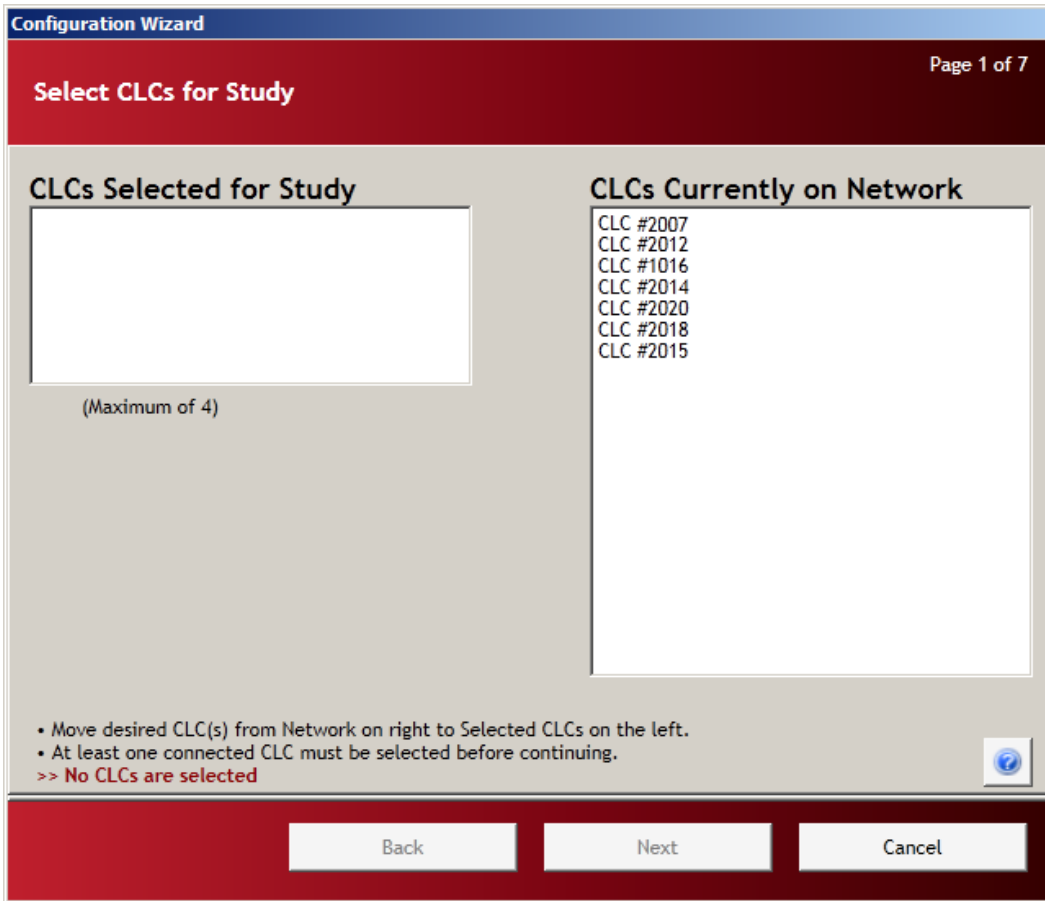 Configuration Wizard
Page 1 of 7
Select CLCs for Study
CLCs Selected for Study
(Maximum of 4)
CLCs Currently on Network
CLC #2007
CLC #2012
CLC #1016
CLC #2014
CLC #2020
CLC #2018
CLC #2015
• Move desired CLC(s) from Network on right to Selected CLCs on the left.
• At least one connected CLC must be selected before continuing.
>> No CLCs are selected
?
Back
Next
Cancel